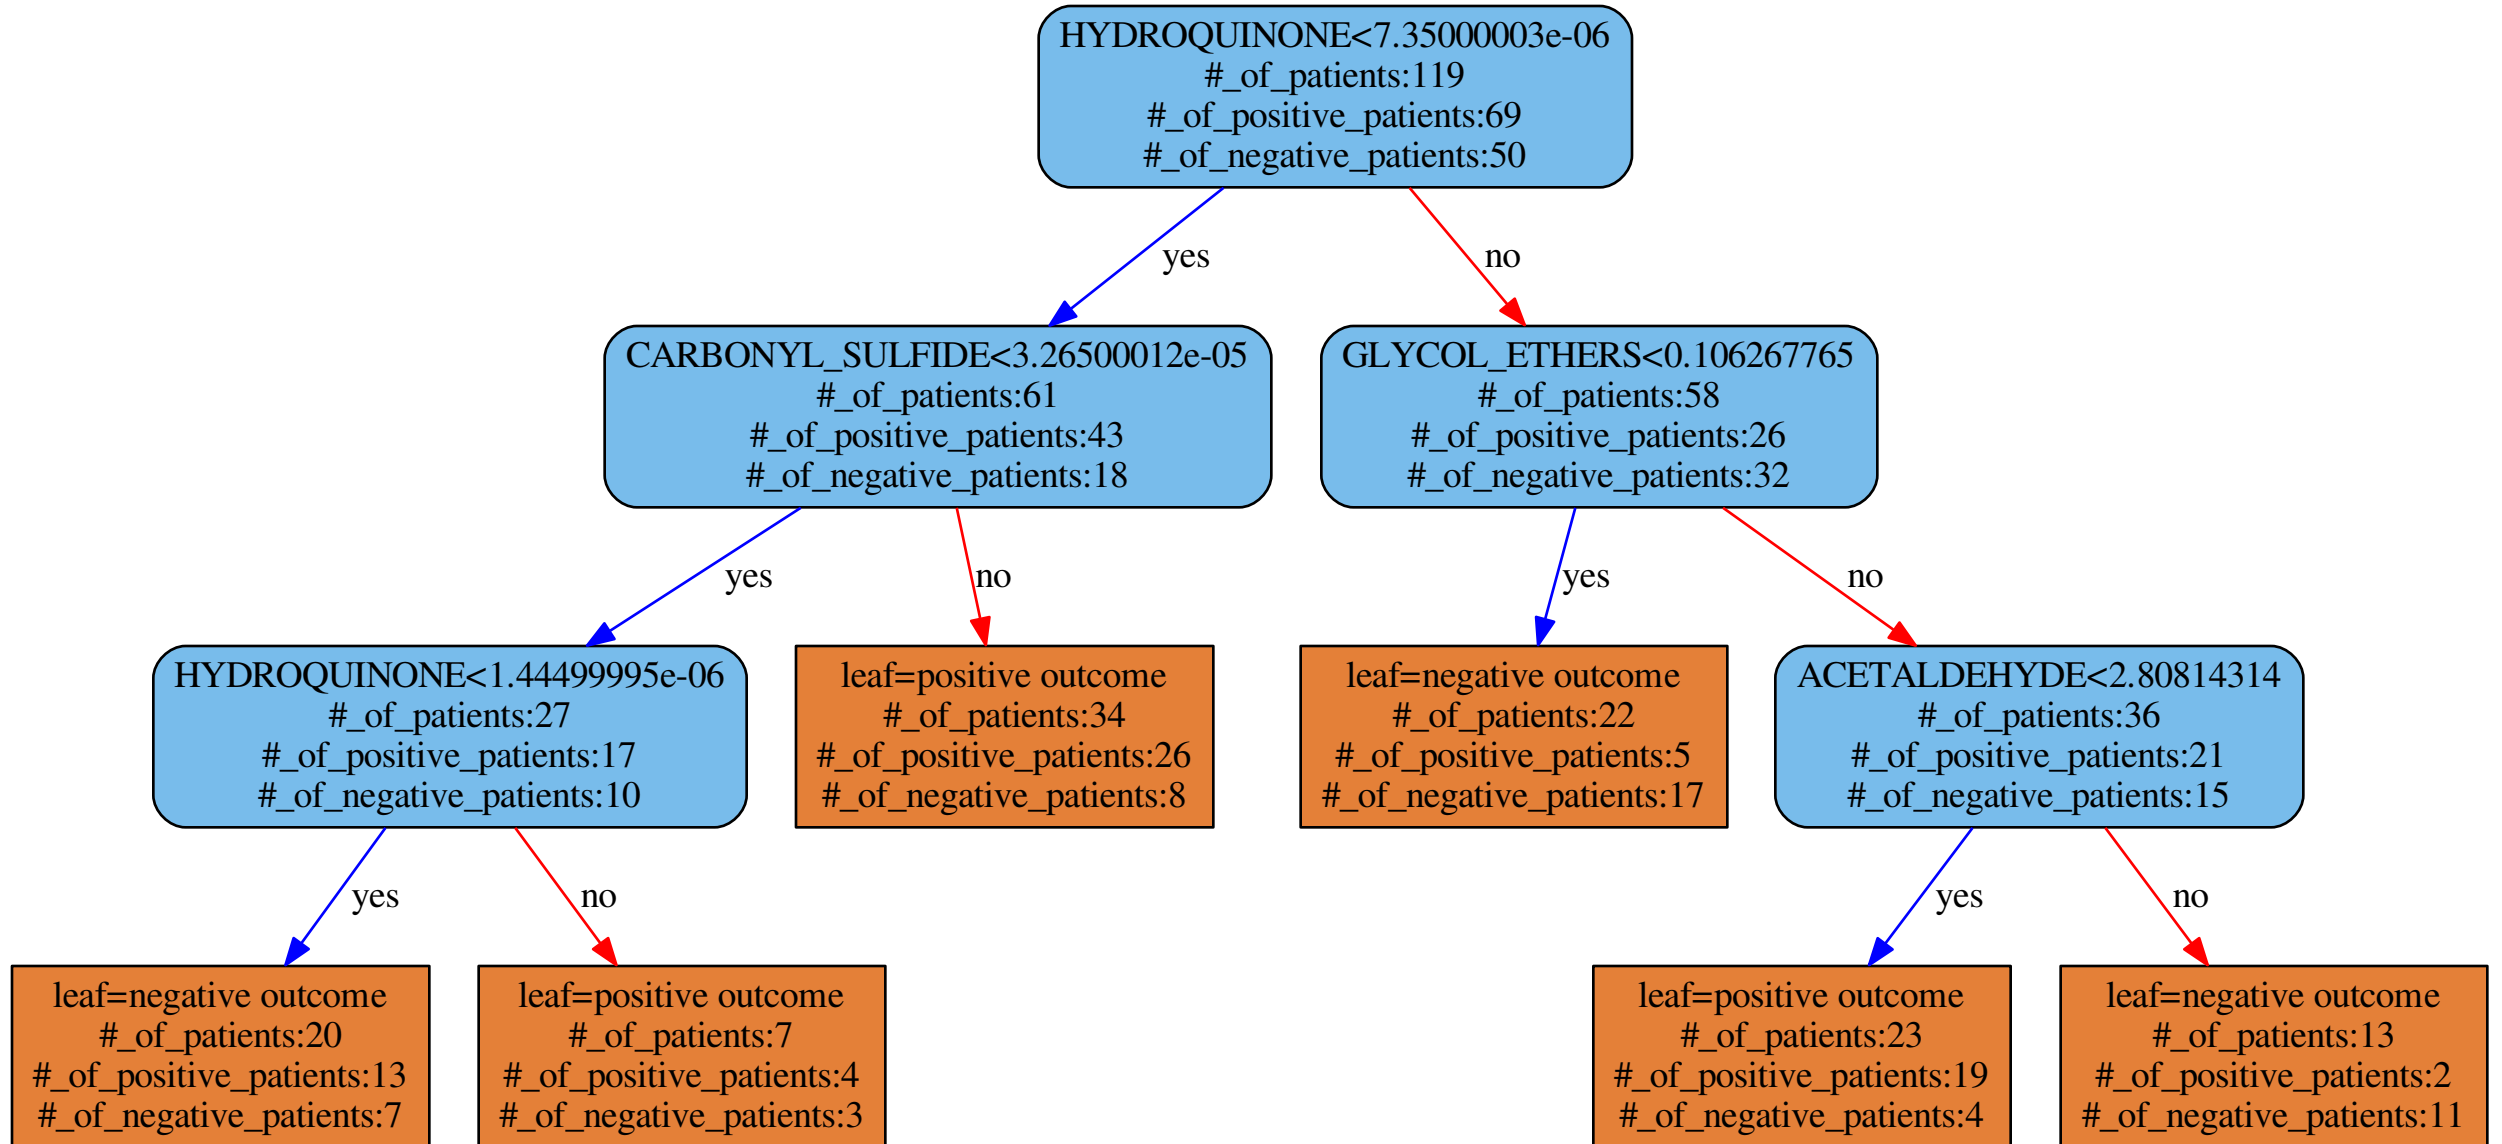 HYDROQUINONE<7.35000003e-06
#_of_patients:119
#_of_positive_patients:69
#_of_negative_patients:50
yes
no
CARBONYL_SULFIDE<3.26500012e-05
#_of_patients:61
#_of_positive_patients:43
#_of_negative_patients:18
GLYCOL_ETHERS<0.106267765
#_of_patients:58
#_of_positive_patients:26
#_of_negative_patients:32
yes
no
yes
no
HYDROQUINONE<1.44499995e-06
#_of_patients:27
#_of_positive_patients:17
#_of_negative_patients:10
leaf=positive outcome
#_of_patients:34
#_of_positive_patients:26
#_of_negative_patients:8
leaf=negative outcome
#_of_patients:22
#_of_positive_patients:5
#_of_negative_patients:17
ACETALDEHYDE<2.80814314
#_of_patients:36
#_of_positive_patients:21
#_of_negative_patients:15
yes
no
yes
no
leaf=negative outcome
#_of_patients:20
#_of_positive_patients:13
#_of_negative_patients:7
leaf=positive outcome
#_of_patients:7
#_of_positive_patients:4
#_of_negative_patients:3
leaf=positive outcome
#_of_patients:23
#_of_positive_patients:19
#_of_negative_patients:4
leaf=negative outcome
#_of_patients:13
#_of_positive_patients:2
#_of_negative_patients:11